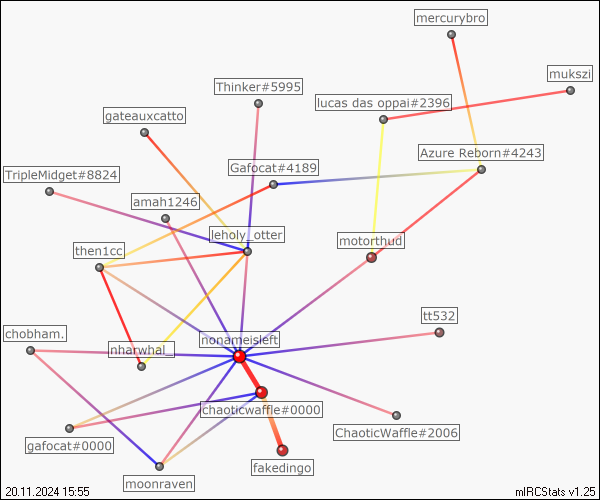 mercurybro
mukszi
Thinker#5995
lucas das oppai#2396
gateauxcatto
Azure Reborn#4243
Gafocat#4189
TripleMidget#8824
amah1246
leholy_otter
motorthud
then1cc
tt532
chobham.
nonameisleft
nharwhal_
chaoticwaffle#0000
ChaoticWaffle#2006
gafocat#0000
fakedingo
moonraven
20.11.2024 15:55
mIRCStats v1.25